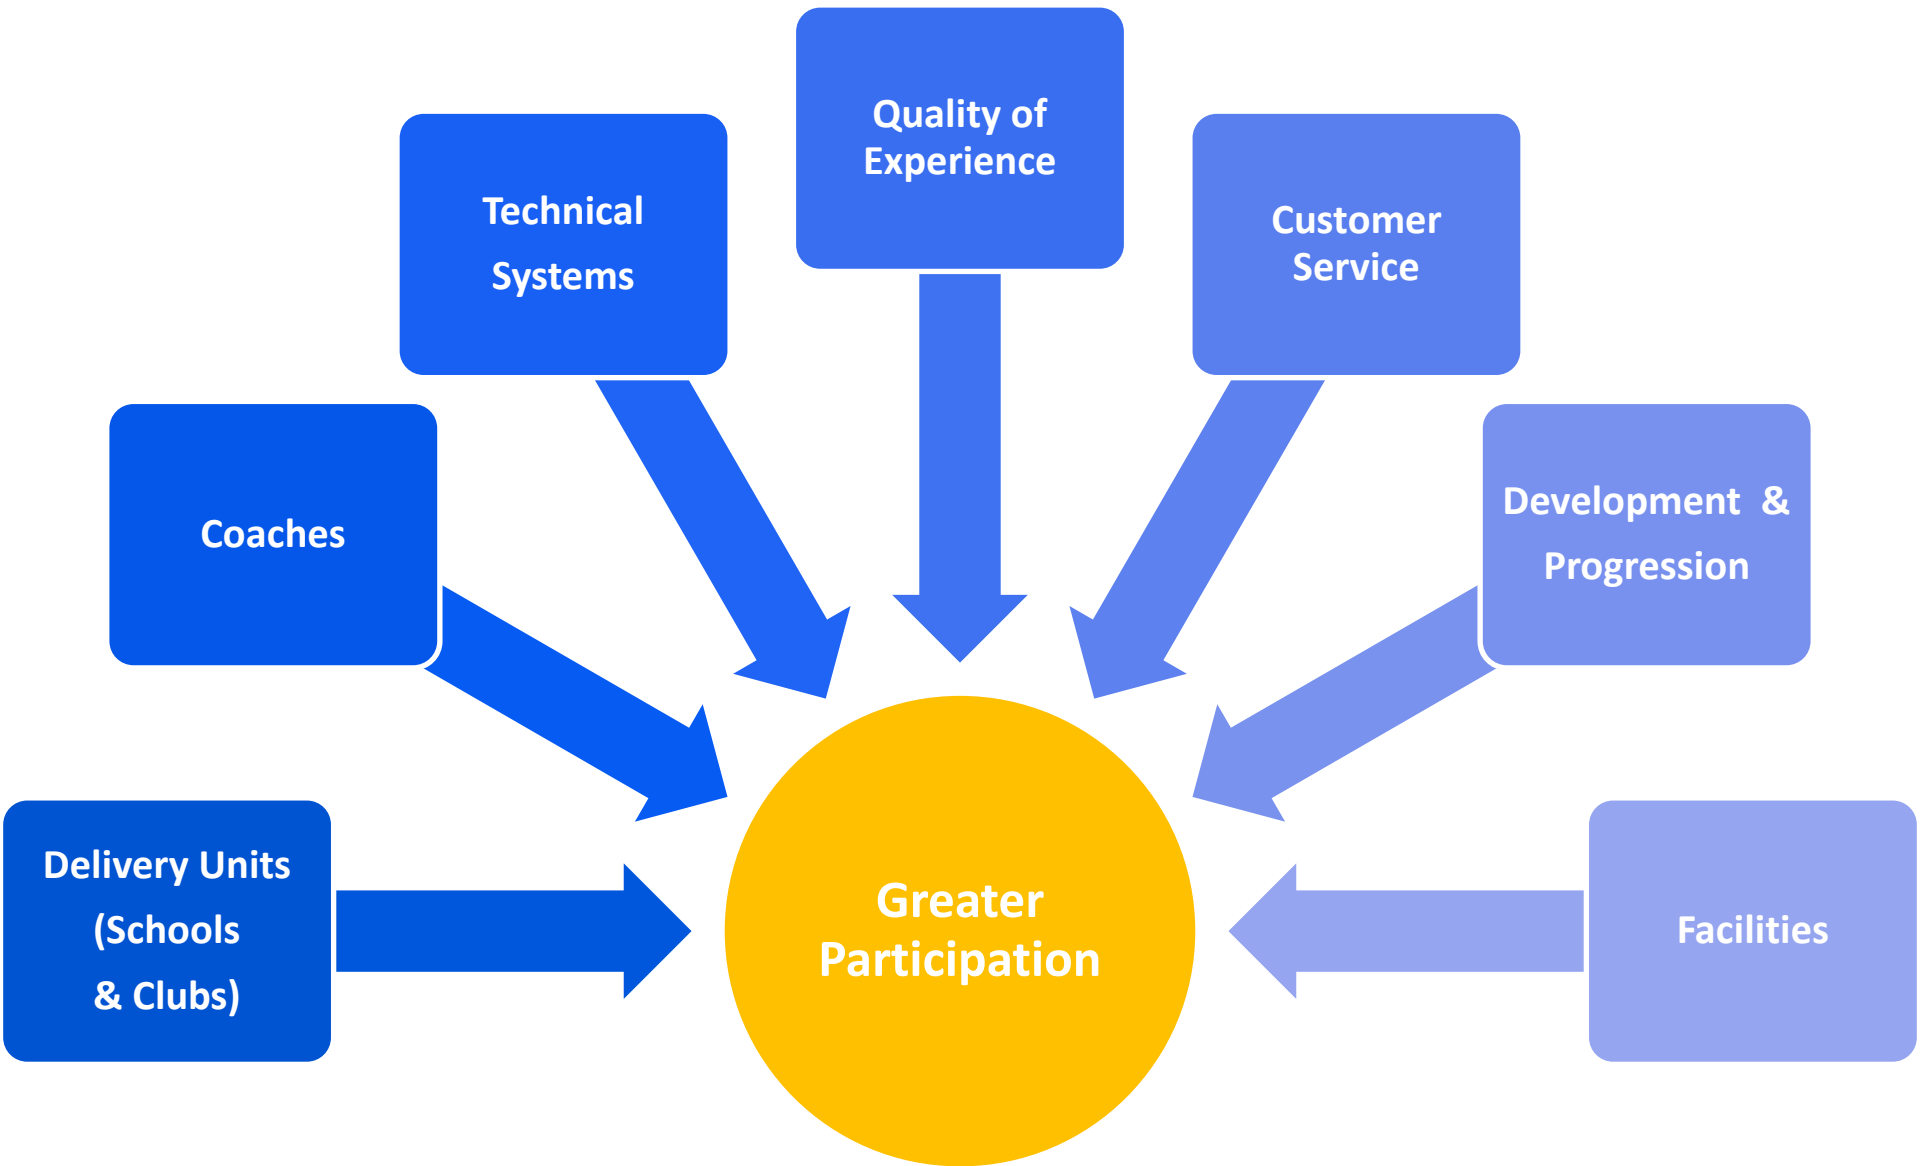 Quality of
Experience
Technical
Systems
Customer
Service
Coaches
Development  &
Progression
Delivery Units
(Schools
& Clubs)
Greater
Participation
Facilities